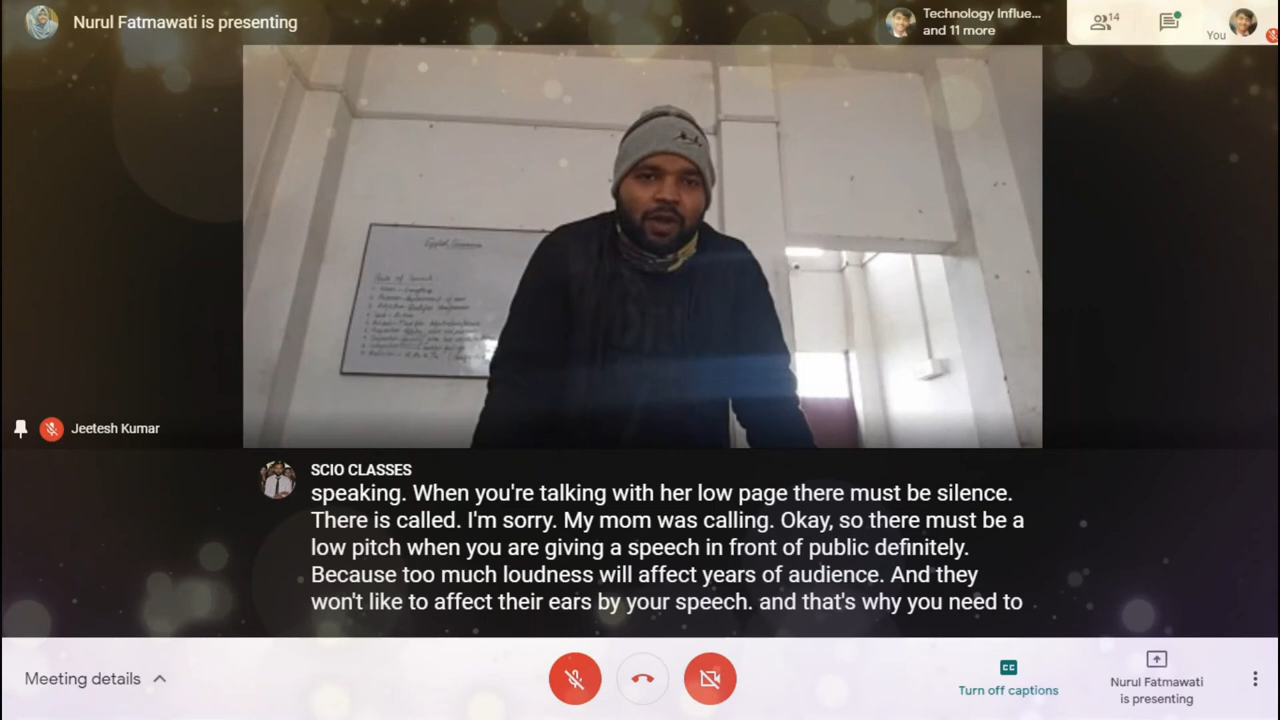 Nurul Fatmawati is presenting
Technology Influe...
and 11 more
14
You
English Grammar
Jeetesh Kumar
SCIO CLASSES
speaking. When you're talking with her low page there must be silence.
There is called. I'm sorry. My mom was calling. Okay, so there must be a
low pitch when you are giving a speech in front of public definitely.
Because too much loudness will affect years of audience. And they
won't like to affect their ears by your speech. and that's why you need to
Meeting details
CC
Turn off captions
Nurul Fatmawati
is presenting